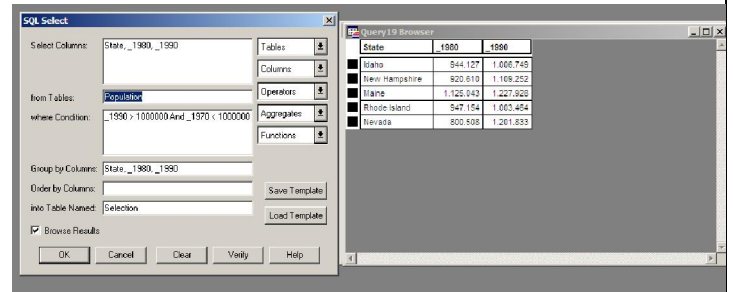 SQL Select
Select Columns: State, _1980, _1990
Tables
Columns
from Tables: Population
Operators
where Condition: _1990 > 1000000 And _1970 < 1000000
Aggregates
Functions
Group by Columns: State, _1980, _1990
Order by Columns:
Save Template
into Table Named: Selection
Load Template
Browse Results
OK Cancel Clear Verify Help
Query19 Browser
State _1980 _1990
Idaho 944.127 1.006.749
New Hampshire 920.610 1.109.252
Maine 1.125.043 1.227.928
Rhode Island 947.154 1.003.464
Nevada 800.508 1.201.833